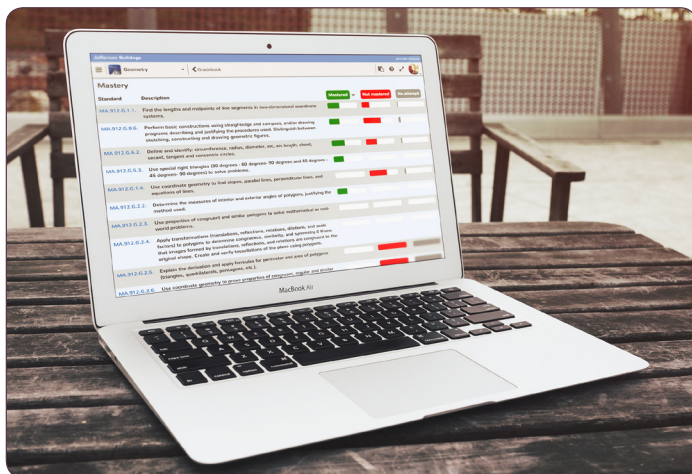 Jefferson Buildings
Geometry
Gradebook
Mastery
Standard Description Mastered Not mastered No attempt
MA.912.G.1.1. Find the lengths and midpoints of line segments in two-dimensional coordinate
systems.
MA.912.G.8.6. Perform basic constructions using straightedge and compass, and/or drawing
programs describing and justifying the procedures used. Distinguish between
sketching, constructing and drawing geometric figures.
MA.912.G.6.2. Define and identify: circumference, radius, diameter, arc, arc length, chord,
secant, tangent and concentric circles.
MA.912.G.5.3. Use special right triangles (30 degrees - 60 degrees- 90 degrees and 45 degrees -
45 degrees- 90 degrees) to solve problems.
MA.912.G.1.4. Use coordinate geometry to find slopes, parallel lines, perpendicular lines, and
equations of lines.
MA.912.G.2.2. Determine the measures of interior and exterior angles of polygons, justifying the
method used.
MA.912.G.2.3. Use properties of congruent and similar polygons to solve mathematical or real-
world problems.
MA.912.G.2.4. Apply transformations (translations, reflections, rotations, dilations, and scale
factors) to polygons to determine congruence, similarity, and symmetry. Know
that images formed by translations, reflections, and rotations are congruent to the
original shape. Create and verify tessellations of the plane using polygons.
MA.912.G.2.5. Explain the derivation and apply formulas for perimeter and area of polygons
(triangles, quadrilaterals, pentagons, etc.).
MA.912.G.2.6. Use coordinate geometry to prove properties of congruent, regular and similar
MacBook Air